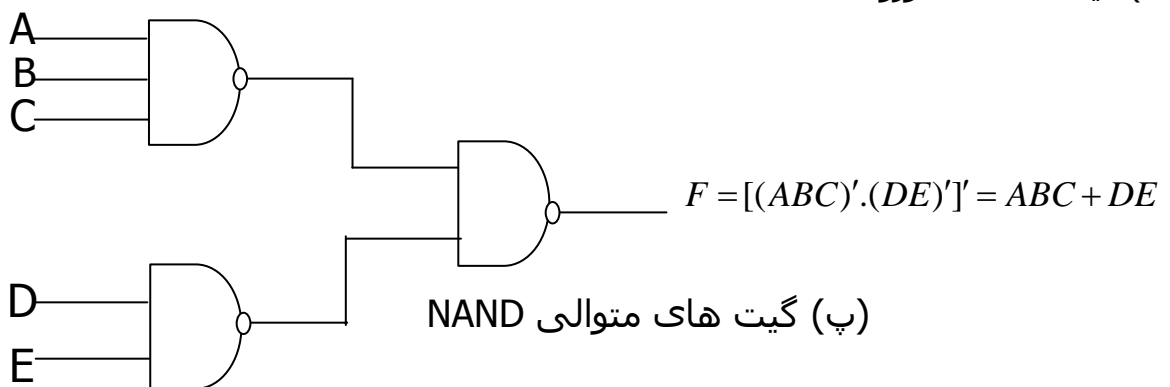 A
B
C
F = [(ABC)′.(DE)′]′ = ABC + DE
D
(پ) گیت های متوالی NAND
E